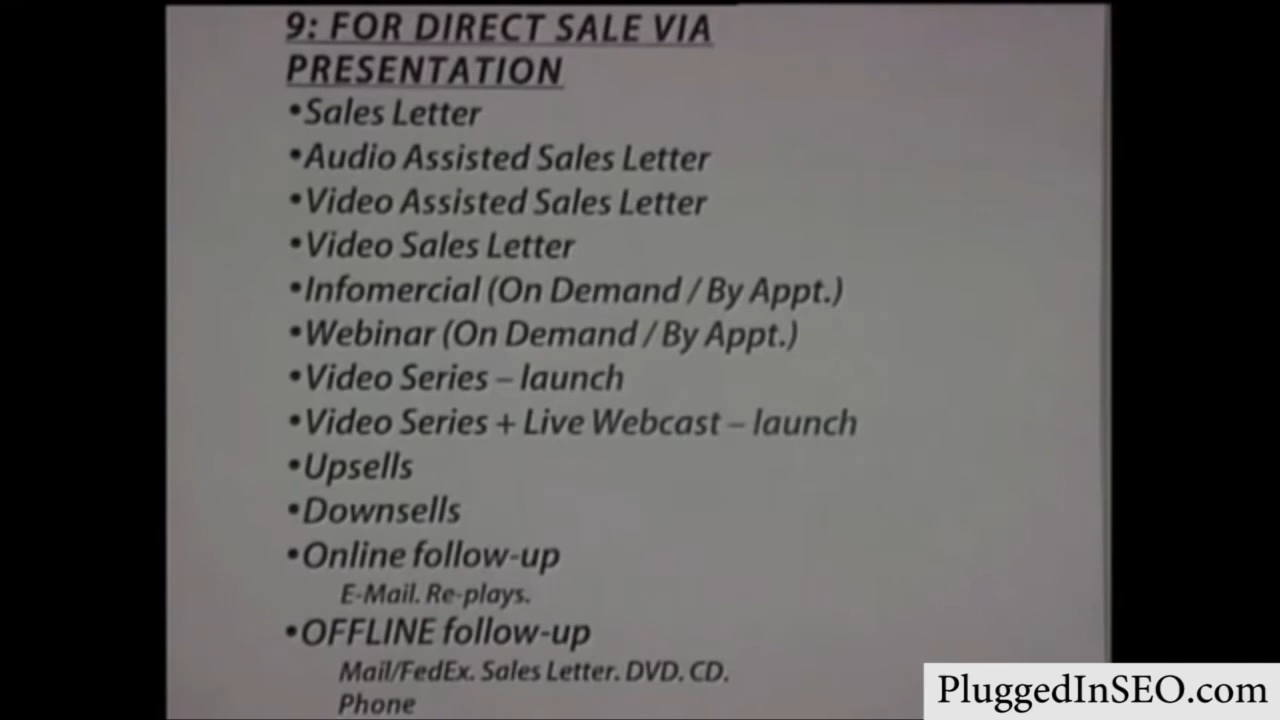 9: FOR DIRECT SALE VIA
PRESENTATION
•Sales Letter
•Audio Assisted Sales Letter
•Video Assisted Sales Letter
•Video Sales Letter
•Infomercial (On Demand / By Appt.)
•Webinar (On Demand / By Appt.)
•Video Series – launch
•Video Series + Live Webcast – launch
•Upsells
•Downsells
•Online follow-up
E-Mail. Re-plays.
•OFFLINE follow-up
Mail/FedEx. Sales Letter. DVD. CD.
Phone
PluggedInSEO.com